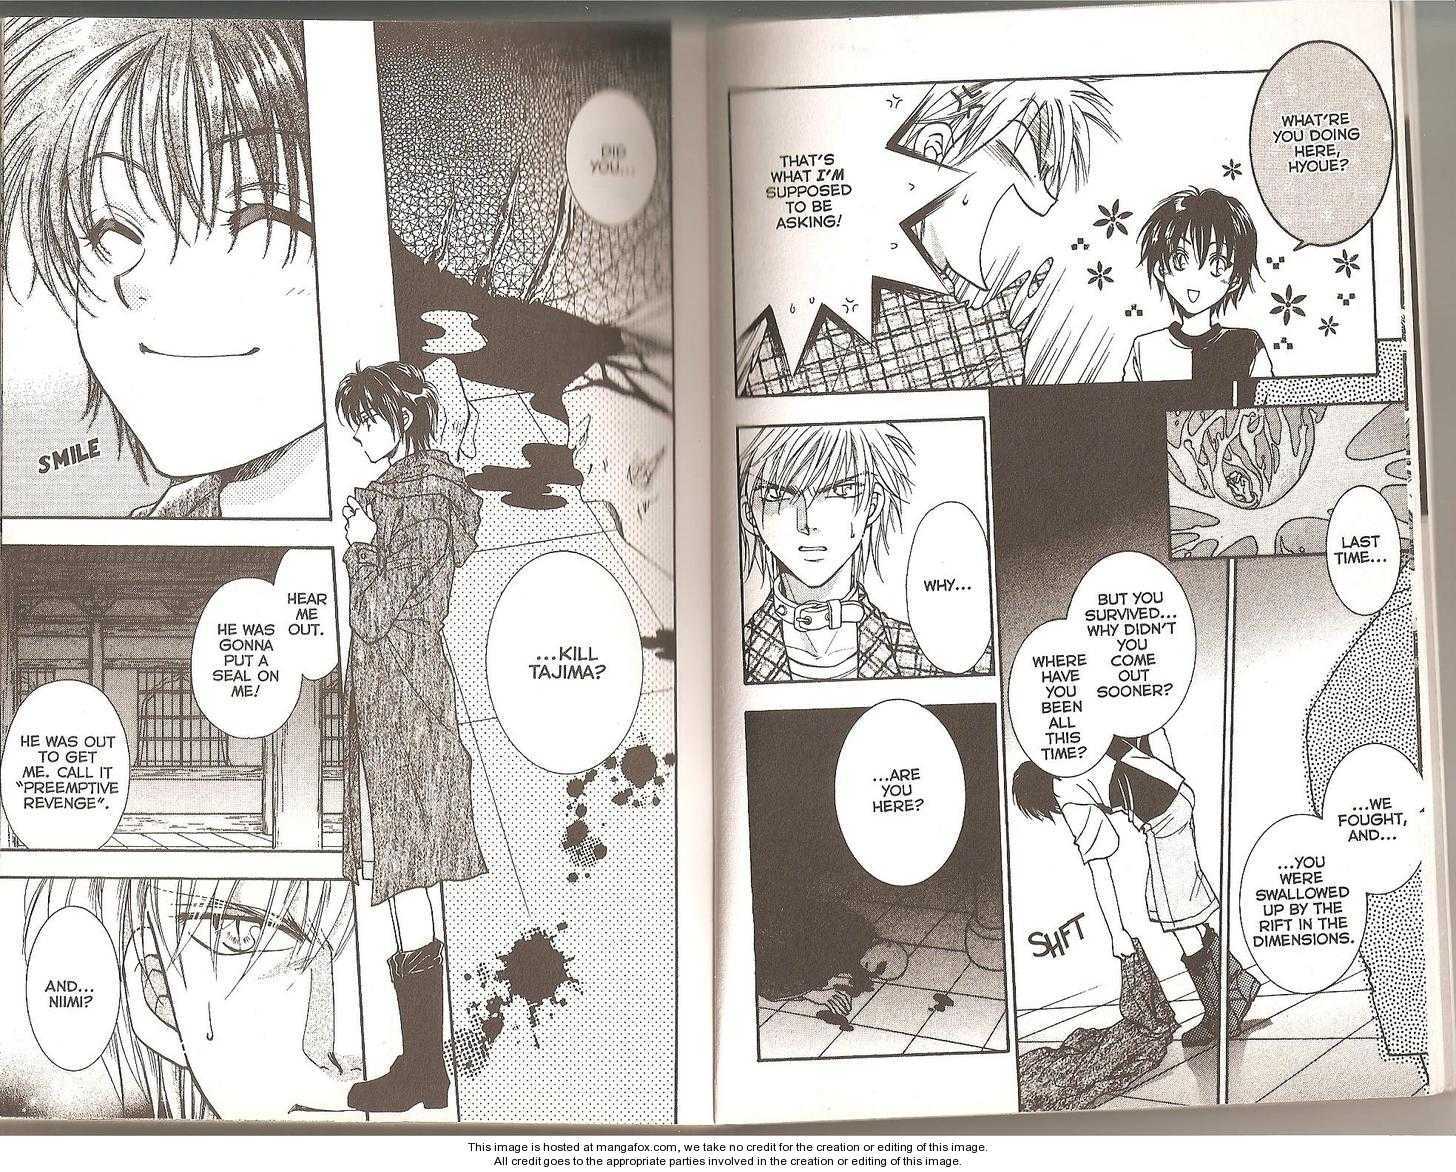 WHAT'RE
YOU DOING
HERE,
HYOUE?
THAT'S
WHAT I'M
SUPPOSED
TO BE
ASKING!
LAST
TIME...
...WE
FOUGHT,
AND...
...YOU
WERE
SWALLOWED
UP BY THE
RIFT IN THE
DIMENSIONS.
BUT YOU
SURVIVED...
WHY DIDN'T
YOU
COME
OUT
SOONER?
WHERE
HAVE
YOU
BEEN
ALL
THIS
TIME?
SHFT
WHY...
...ARE
YOU
HERE?
DID
YOU...
...KILL
TAJIMA?
SMILE
HEAR
ME
OUT.
HE WAS
GONNA
PUT A
SEAL ON
ME!
HE WAS OUT
TO GET
ME. CALL IT
"PREEMPTIVE
REVENGE".
AND...
NIIMI?
This image is hosted at mangafox.com, we take no credit for the creation or editing of this image.
All credit goes to the appropriate parties involved in the creation or editing of this image.